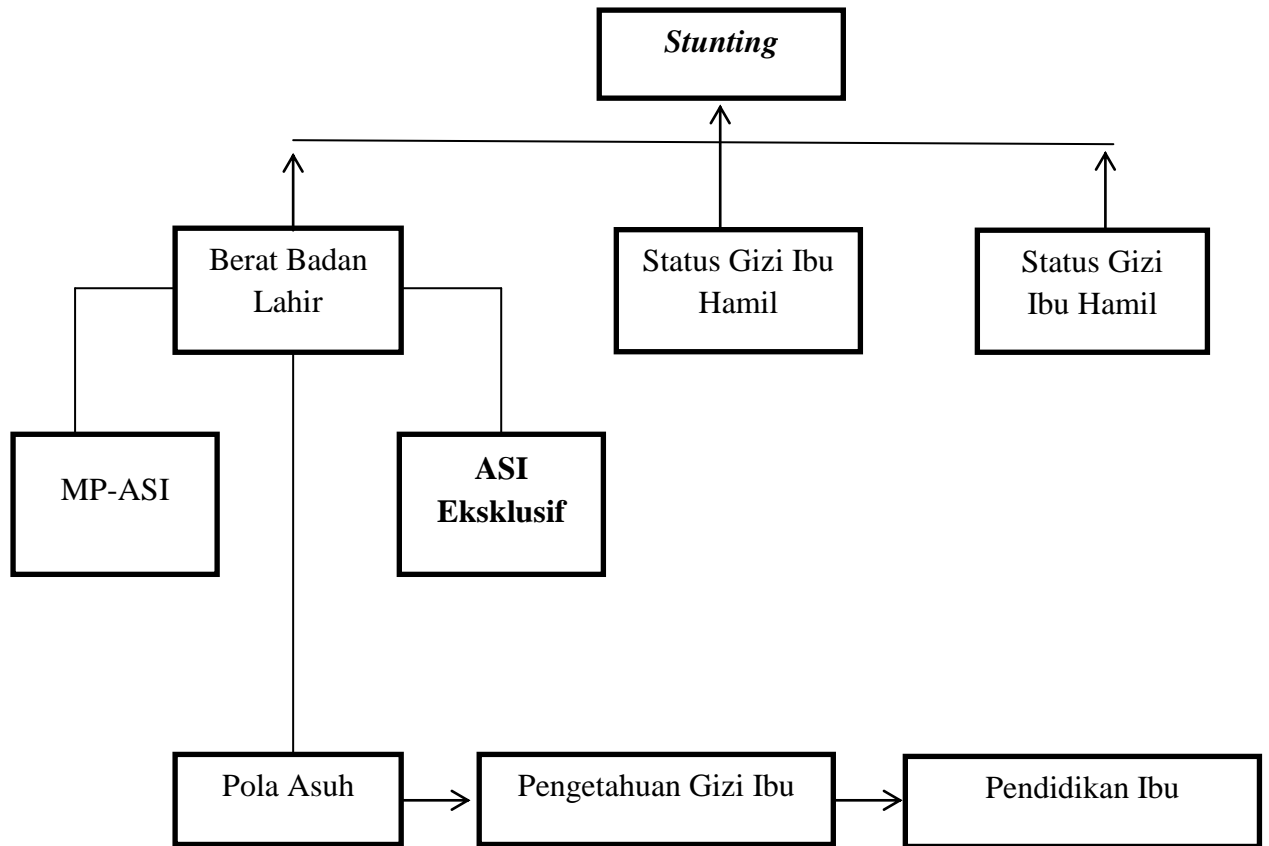 Stunting
Berat Badan
Lahir
Status Gizi Ibu
Hamil
Status Gizi
Ibu Hamil
MP-ASI
ASI
Eksklusif
Pola Asuh
Pengetahuan Gizi Ibu
Pendidikan Ibu